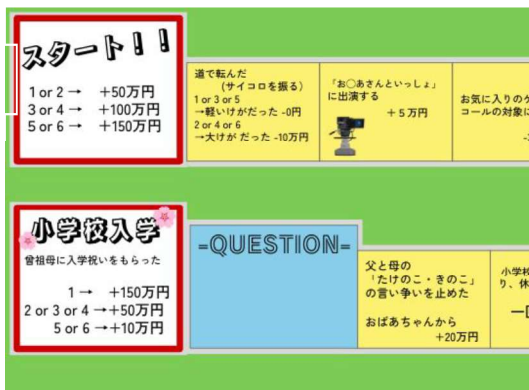 スタート!!
1 or 2 → +50万円
3 or 4 → +100万円
5 or 6 → +150万円
道で転んだ
(サイコロを振る)
1 or 3 or 5
→軽いけがだった -0円
2 or 4 or 6
→大けが だった -10万円
「お〇あさんといっしょ」
に出演する
+5万円
お気に入りの
コールの対象に
小学校入学
曾祖母に入学祝いをもらった
1 → +150万円
2 or 3 or 4 →+50万円
5 or 6 →+10万円
=QUESTION=
父と母の
「たけのこ・きのこ」
の言い争いを止めた
おばあちゃんから
+20万円
小学校
り、休
一